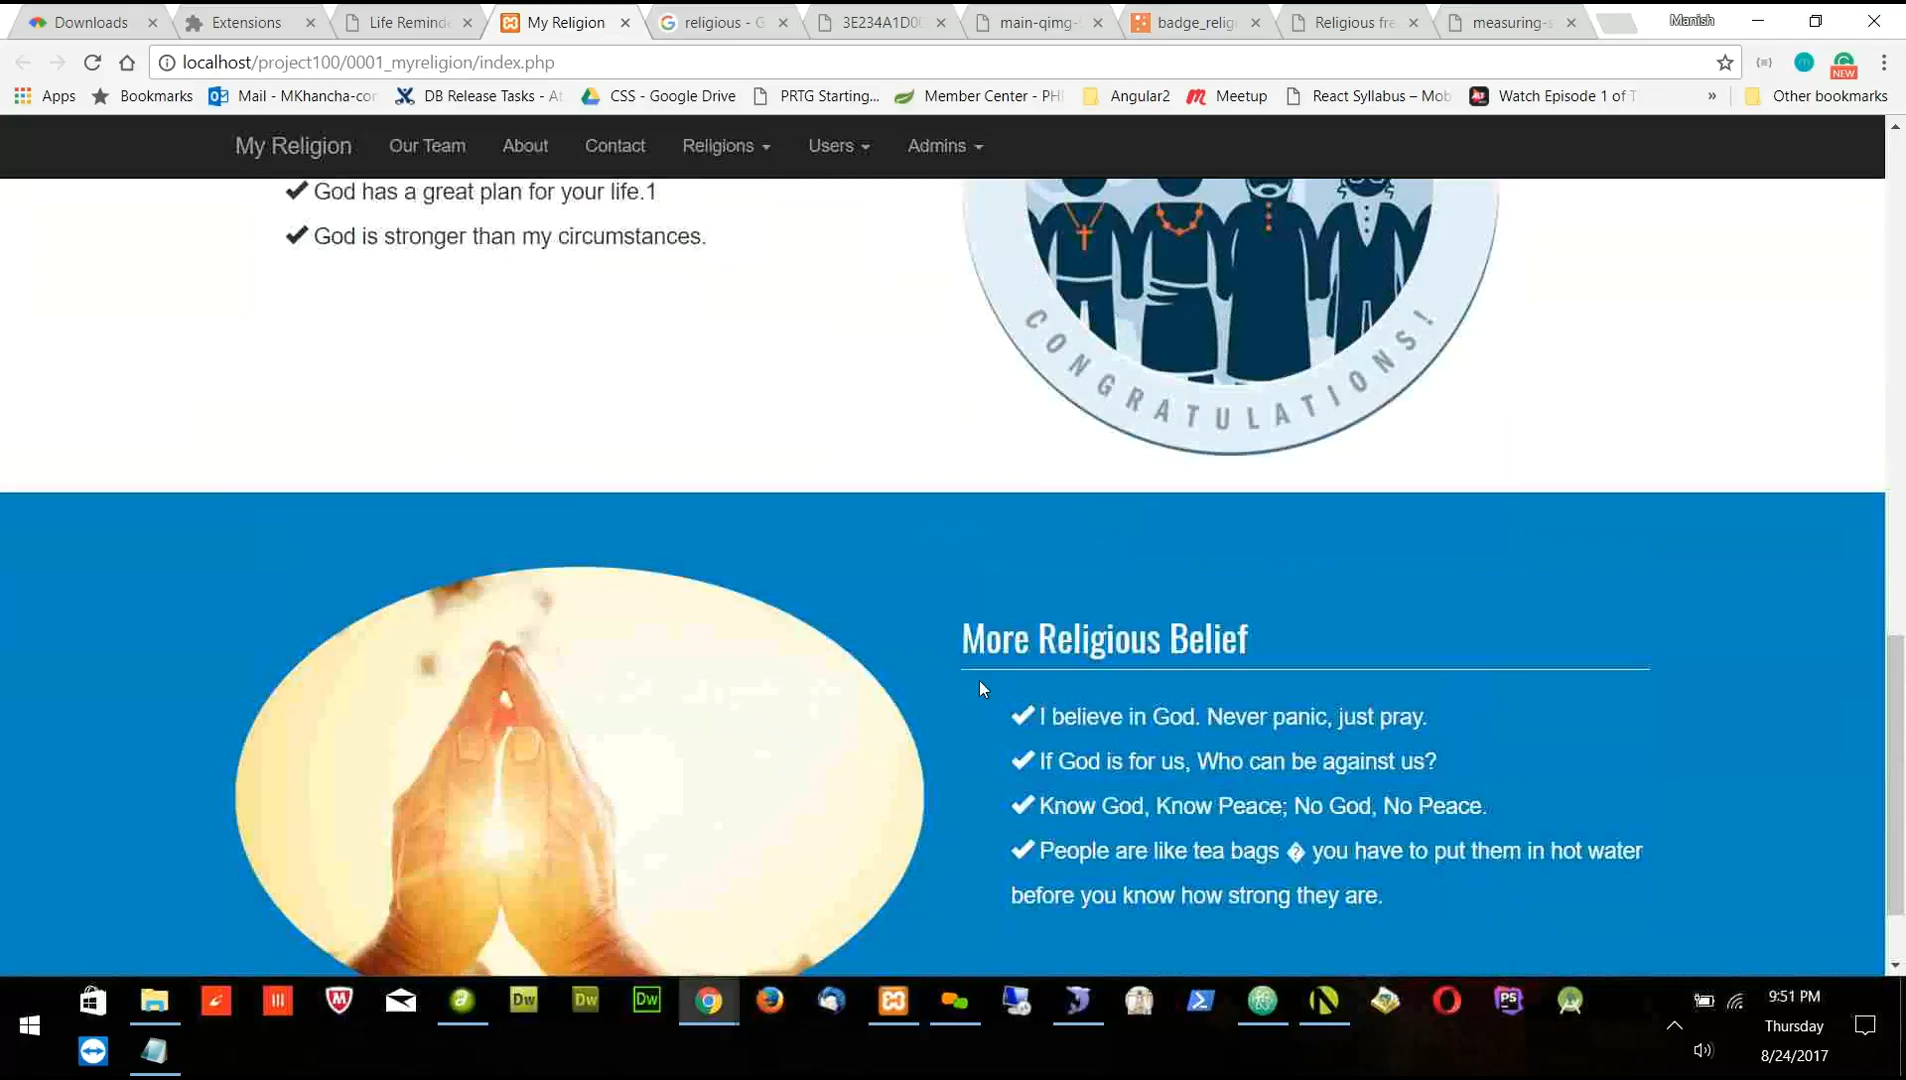 Downloads
Extensions
Life Reminde
My Religion
religious - G
3E234A1D0
main-qimg-
badge_relig
Religious fre
measuring-s
Manish
localhost/project100/0001_myreligion/index.php
NEW
Apps
Bookmarks
Mail - MKhancha-cor
DB Release Tasks - At
CSS - Google Drive
PRTG Starting...
Member Center - PH
Angular2
Meetup
React Syllabus – Mob
Watch Episode 1 of T
»
Other bookmarks
My Religion
Our Team
About
Contact
Religions
Users
Admins
God has a great plan for your life.1
God is stronger than my circumstances.
CONGRATULATIONS!
More Religious Belief
I believe in God. Never panic, just pray.
If God is for us, Who can be against us?
Know God, Know Peace; No God, No Peace.
People are like tea bags � you have to put them in hot water
before you know how strong they are.
Dw
Dw
Dw
PS
9:51 PM
Thursday
8/24/2017